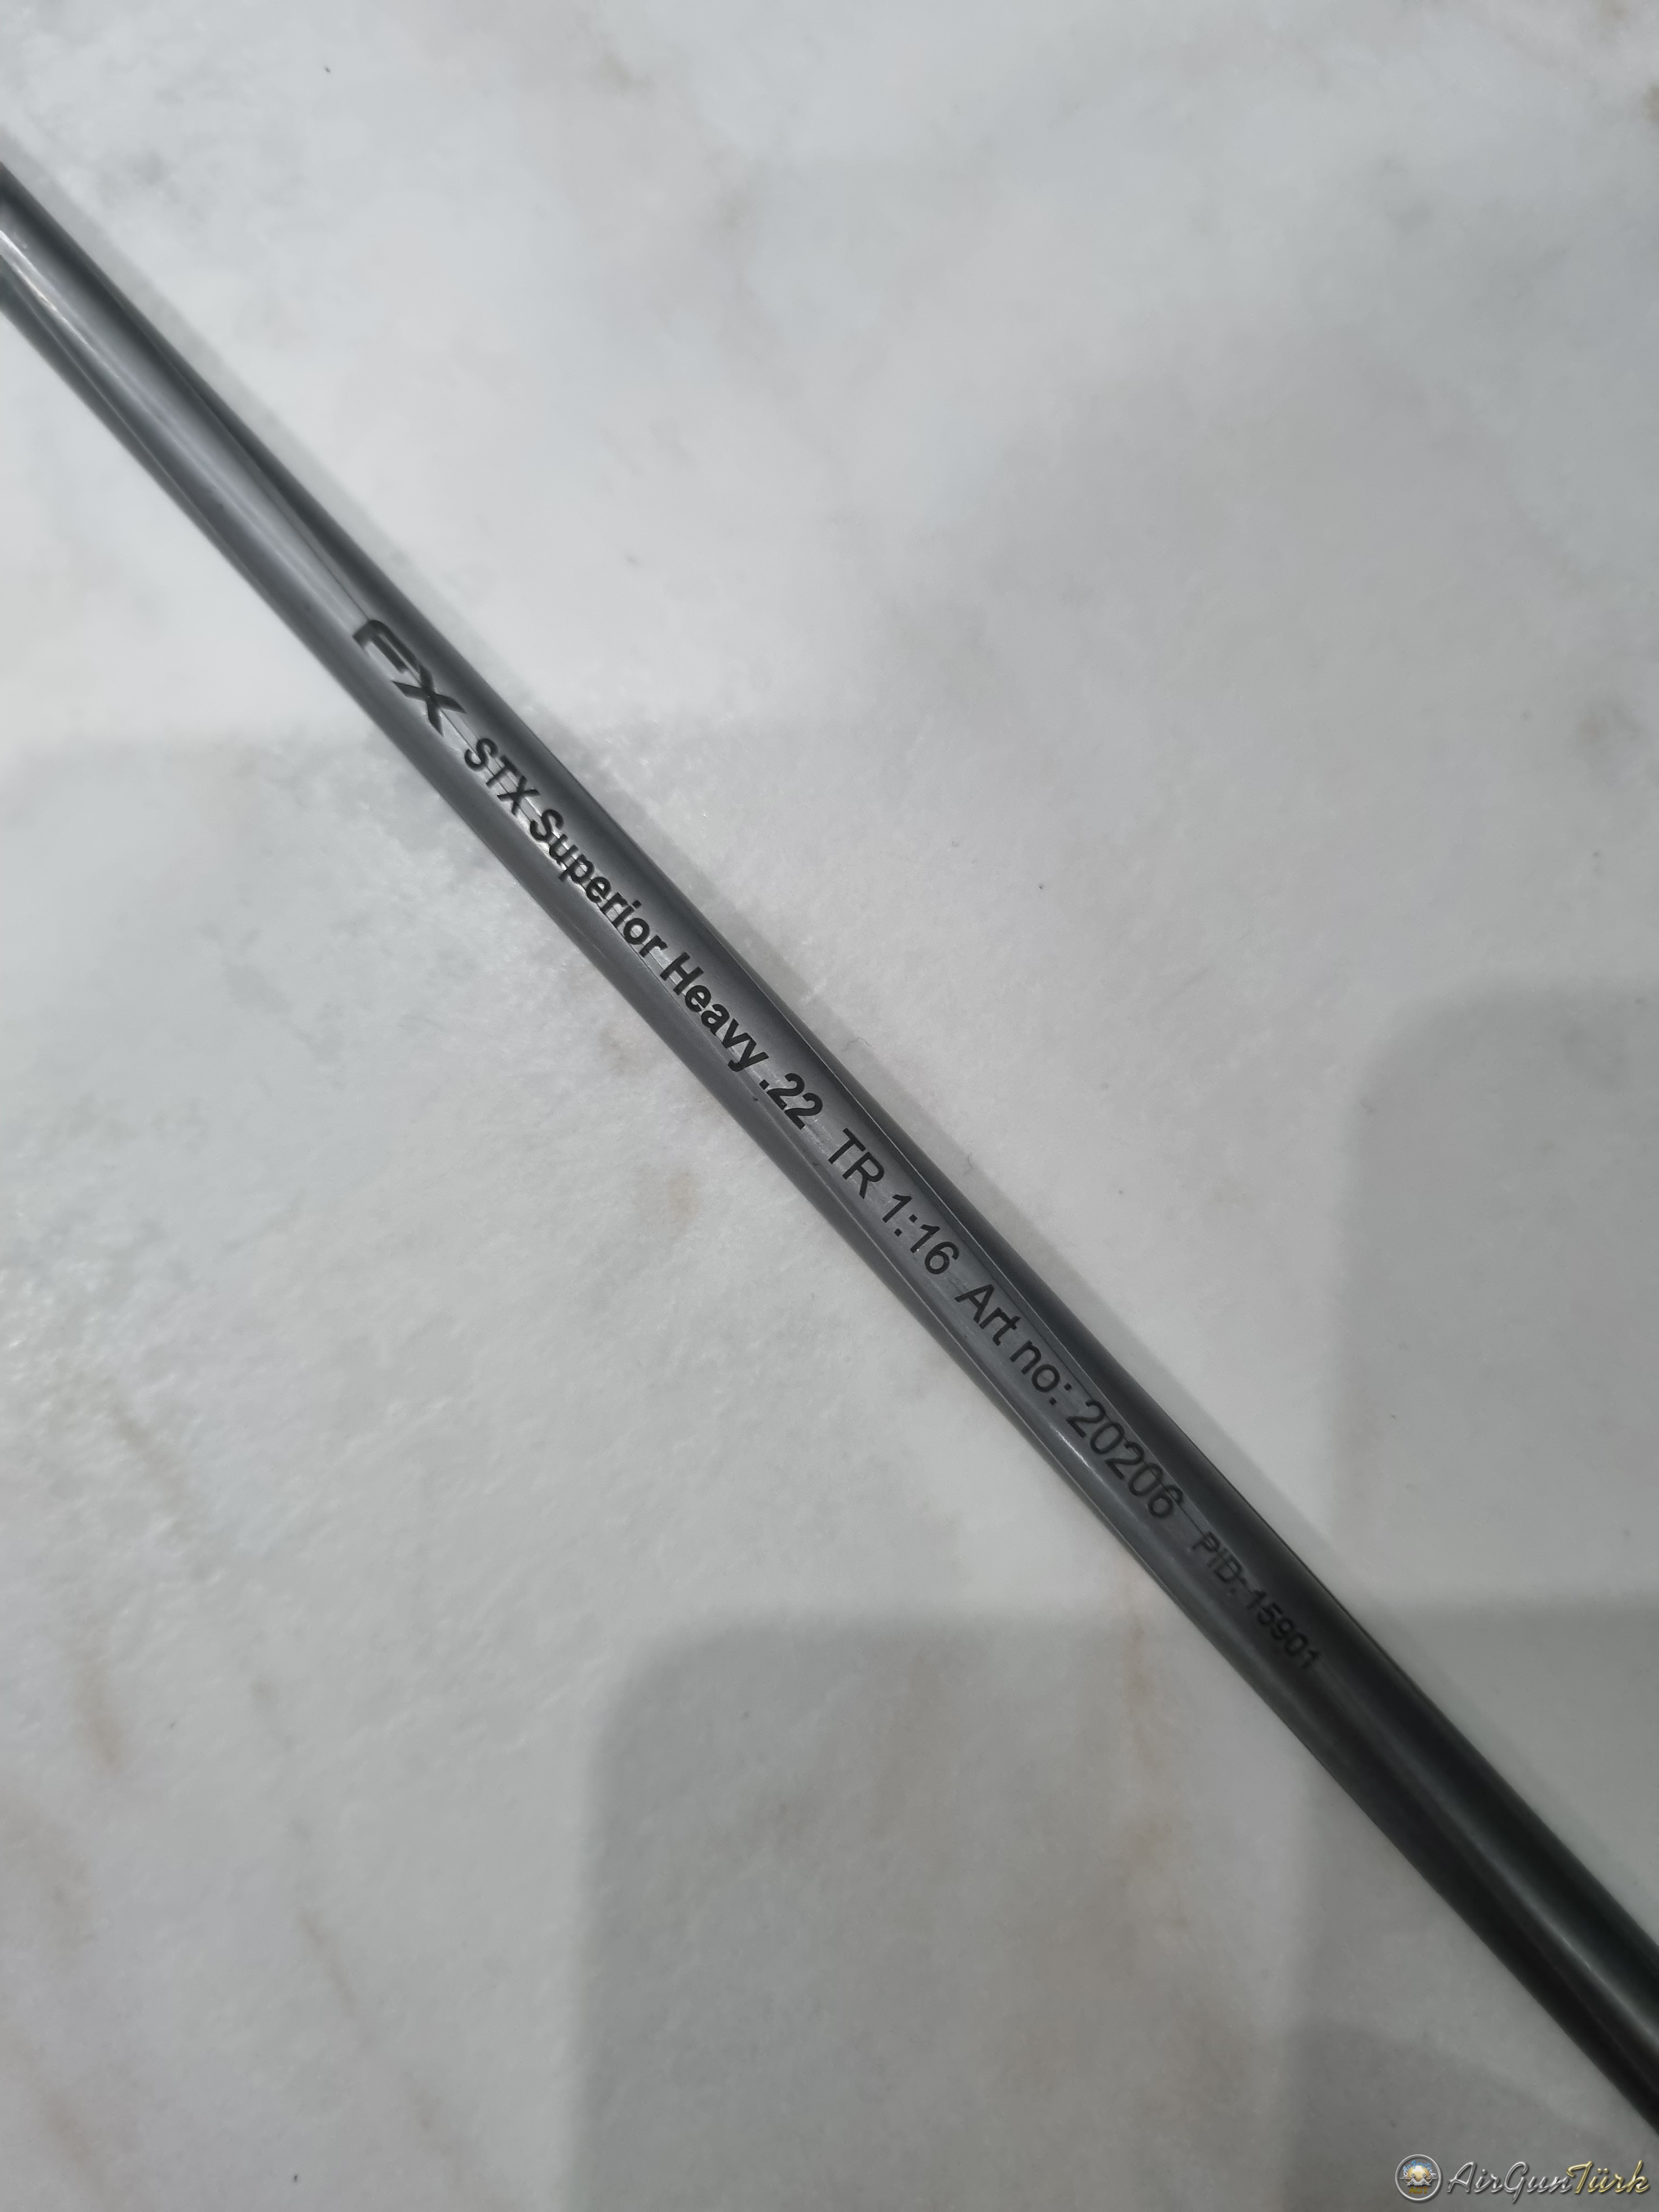 FX STX Superior Heavy .22 TR 1:16 Art no: 20206 PID: 15901
AirGunTürk